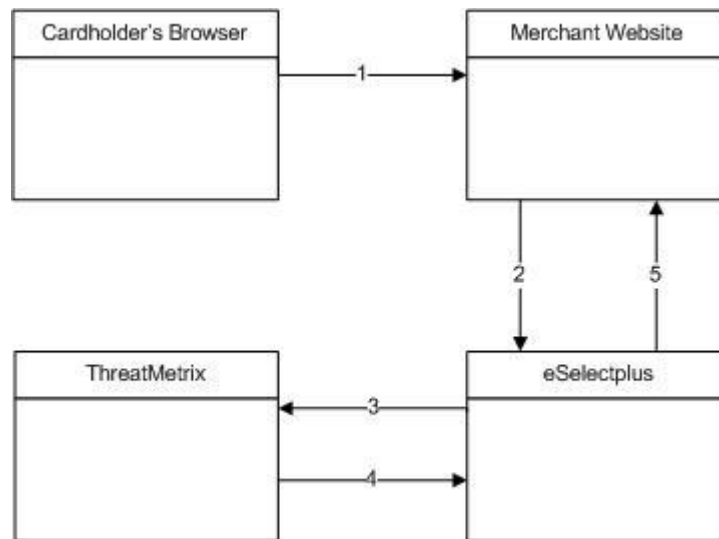 Cardholder's Browser
Merchant Website
1
2
5
ThreatMetrix
eSelectplus
3
4